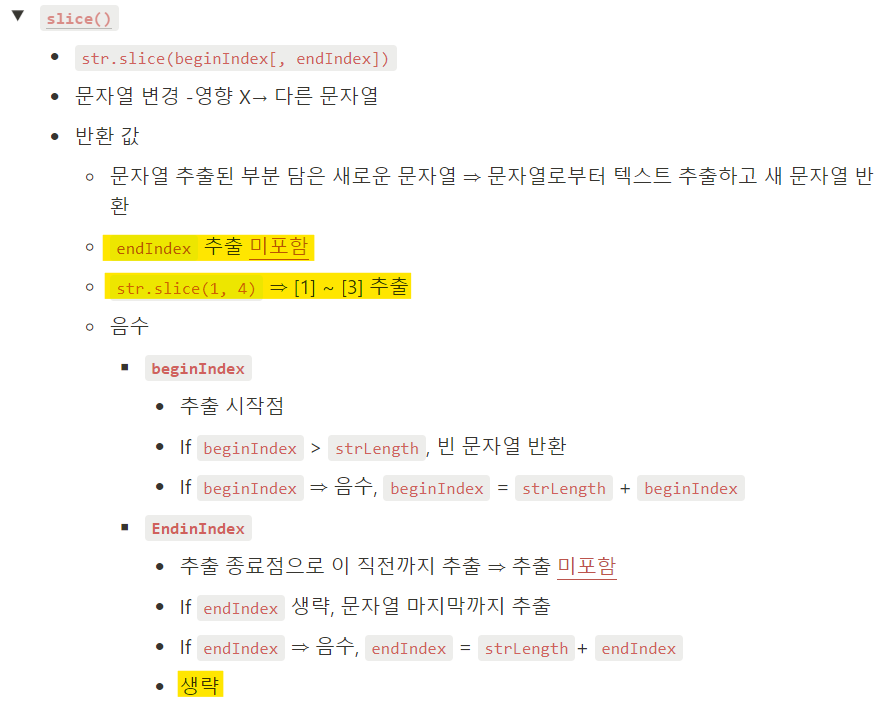 slice()
str.slice(beginIndex[, endIndex])
문자열 변경 -영향 X→ 다른 문자열
반환 값
문자열 추출된 부분 담은 새로운 문자열 ⇒ 문자열로부터 텍스트 추출하고 새 문자열 반
환
endIndex 추출 미포함
str.slice(1, 4) ⇒ [1] ~ [3] 추출
음수
beginIndex
추출 시작점
If beginIndex > strLength, 빈 문자열 반환
If beginIndex ⇒ 음수, beginIndex = strLength + beginIndex
EndinIndex
추출 종료점으로 이 직전까지 추출 ⇒ 추출 미포함
If endIndex 생략, 문자열 마지막까지 추출
If endIndex ⇒ 음수, endIndex = strLength + endIndex
생략